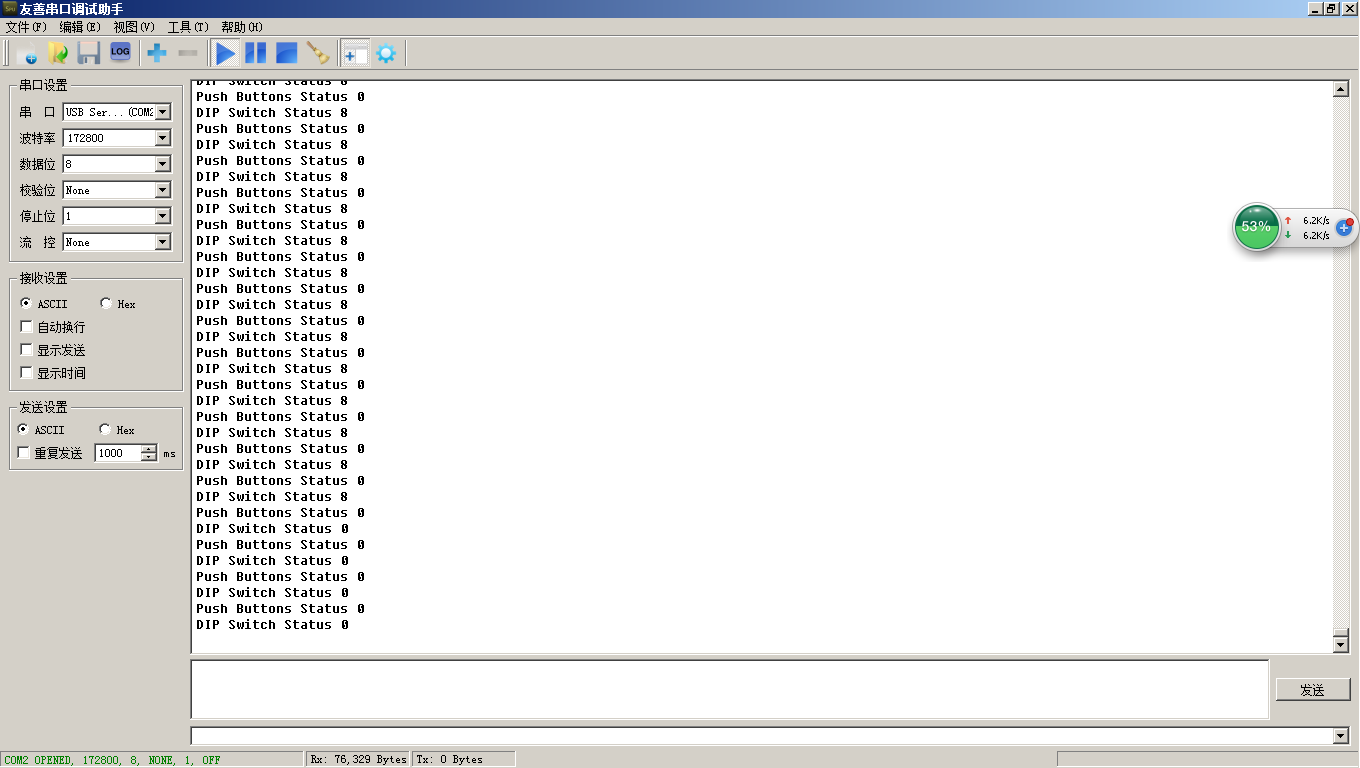 友善串口调试助手
文件(F) 编辑(E) 视图(V) 工具(T) 帮助(H)
LOG
串口设置
串 口 USB Ser... (COM2
波特率 172800
数据位 8
校验位 None
停止位 1
流 控 None
接收设置
ASCII Hex
自动换行
显示发送
显示时间
发送设置
ASCII Hex
重复发送 1000 ms
DIP Switch Status 8
Push Buttons Status 0
DIP Switch Status 8
Push Buttons Status 0
DIP Switch Status 8
Push Buttons Status 0
DIP Switch Status 8
Push Buttons Status 0
DIP Switch Status 8
Push Buttons Status 0
DIP Switch Status 8
Push Buttons Status 0
DIP Switch Status 8
Push Buttons Status 0
DIP Switch Status 8
Push Buttons Status 0
DIP Switch Status 8
Push Buttons Status 0
DIP Switch Status 8
Push Buttons Status 0
DIP Switch Status 8
Push Buttons Status 0
DIP Switch Status 8
Push Buttons Status 0
DIP Switch Status 8
Push Buttons Status 0
DIP Switch Status 8
Push Buttons Status 0
DIP Switch Status 0
Push Buttons Status 0
DIP Switch Status 0
Push Buttons Status 0
DIP Switch Status 0
Push Buttons Status 0
DIP Switch Status 0
53%
6.2K/s
6.2K/s
发送
COM2 OPENED, 172800, 8, NONE, 1, OFF
Rx: 76,329 Bytes
Tx: 0 Bytes